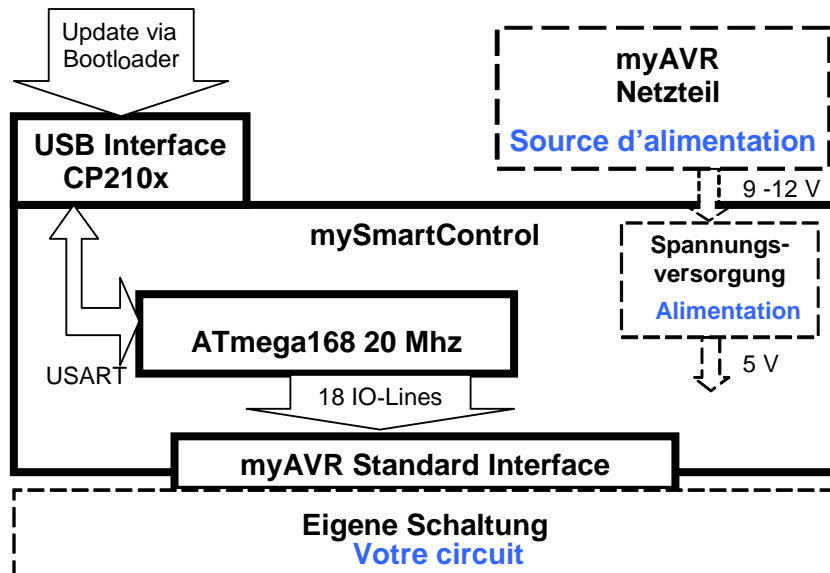 Update via
Bootloader
myAVR
Netzteil
Source d'alimentation
USB Interface
CP210x
9 -12 V
mySmartControl
Spannungs-
versorgung
Alimentation
ATmega168 20 Mhz
USART
5 V
18 IO-Lines
myAVR Standard Interface
Eigene Schaltung
Votre circuit